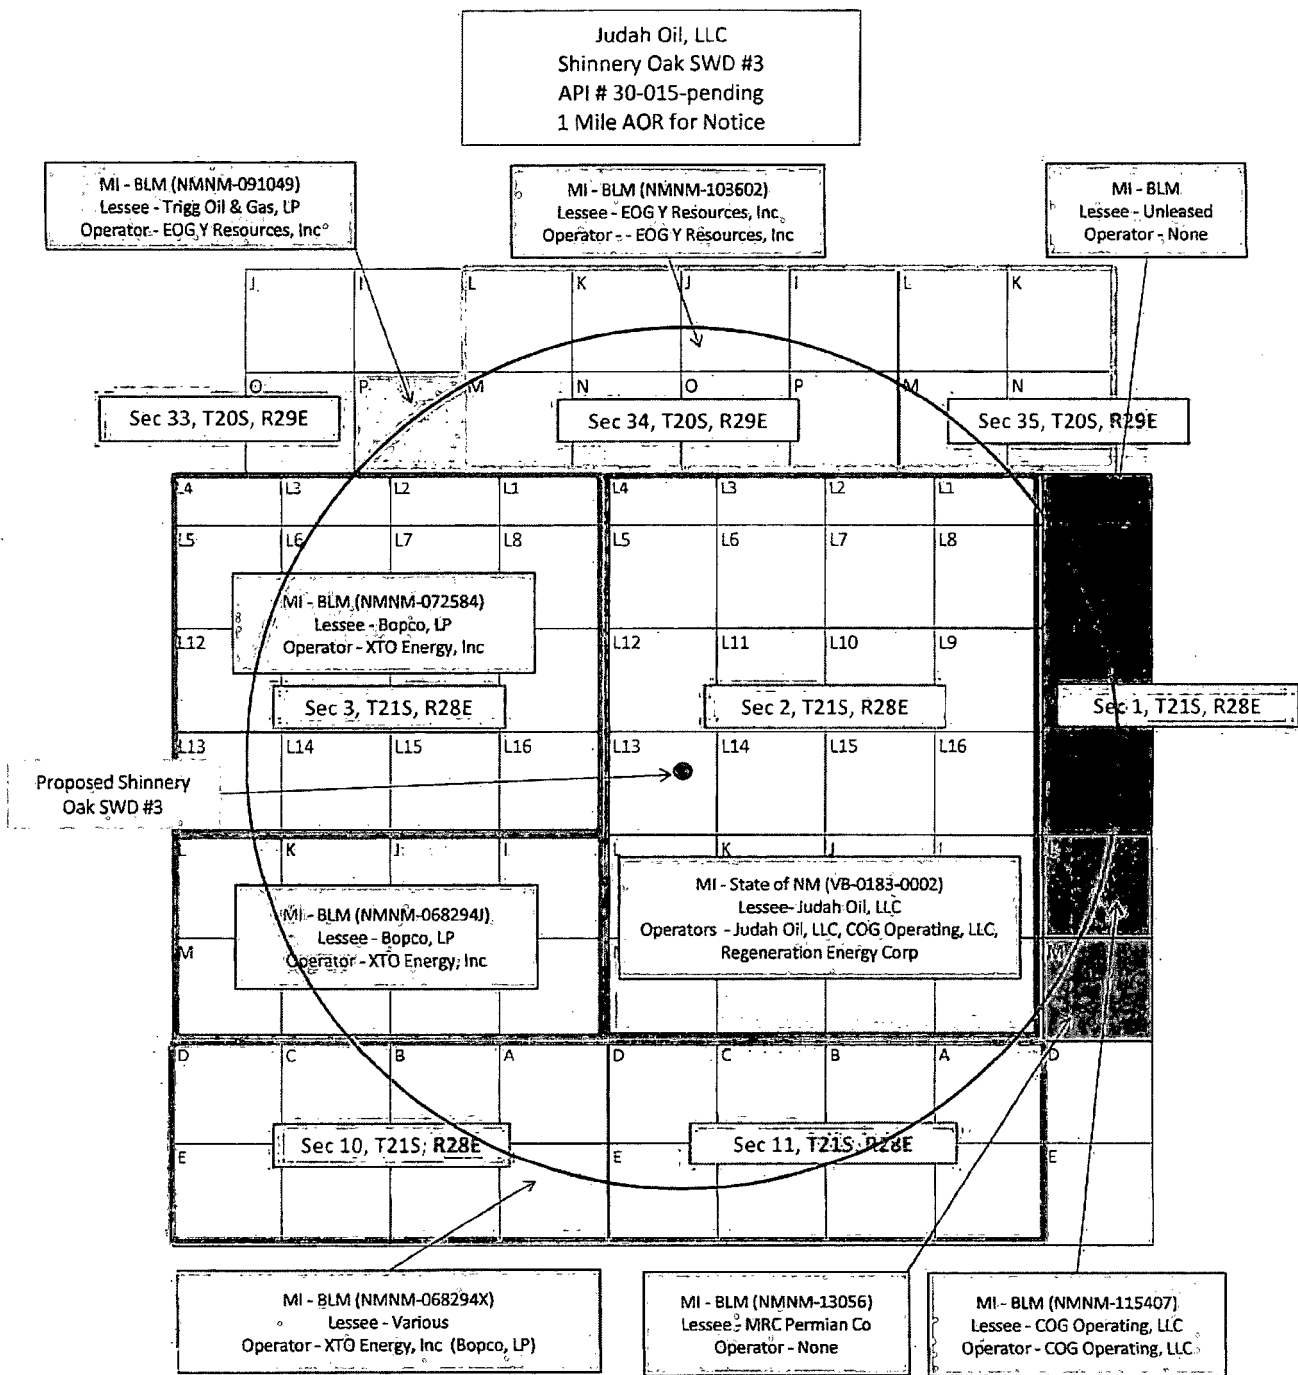 Judah Oil, LLC
Shinnery Oak SWD #3
API # 30-015-pending
1 Mile AOR for Notice
MI - BLM (NMNM-091049)
Lessee - Trigg Oil & Gas, LP
Operator - EOG Y Resources, Inc
MI - BLM (NMNM-103602)
Lessee - EOG Y Resources, Inc
Operator - - EOG Y Resources, Inc
MI - BLM
Lessee - Unleased
Operator - None
J I L K J I L K
O P M N O P M N
Sec 33, T20S, R29E
Sec 34, T20S, R29E
Sec 35, T20S, R29E
L4 L3 L2 L1 L4 L3 L2 L1
L5 L6 L7 L8 L5 L6 L7 L8
MI - BLM (NMNM-072584)
Lessee - Bopco, LP
Operator - XTO Energy, Inc
L12 L12 L11 L10 L9
Sec 3, T21S, R28E
Sec 2, T21S, R28E
Sec 1, T21S, R28E
L13 L14 L15 L16 L13 L14 L15 L16
Proposed Shinnery
Oak SWD #3
L K J I L K J I L
MI - BLM (NMNM-068294J)
Lessee - Bopco, LP
Operator - XTO Energy, Inc
MI - State of NM (VB-0183-0002)
Lessee- Judah Oil, LLC
Operators - Judah Oil, LLC, COG Operating, LLC,
Regeneration Energy Corp
M M
D C B A D C B A D
Sec 10, T21S, R28E
Sec 11, T21S, R28E
E E E
MI - BLM (NMNM-068294X)
Lessee - Various
Operator - XTO Energy, Inc (Bopco, LP)
MI - BLM (NMNM-13056)
Lessee - MRC Permian Co
Operator - None
MI - BLM (NMNM-115407)
Lessee - COG Operating, LLC
Operator - COG Operating, LLC